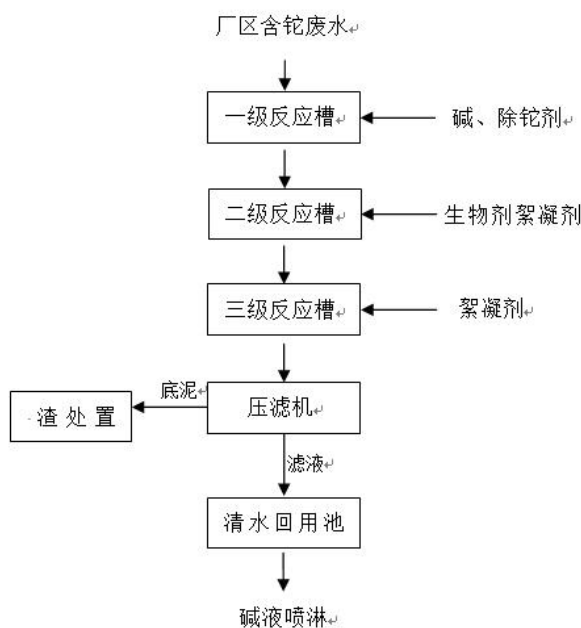 厂区含铊废水
一级反应槽
碱、除铊剂
二级反应槽
生物剂絮凝剂
三级反应槽
絮凝剂
底泥
渣处置
压滤机
滤液
清水回用池
碱液喷淋